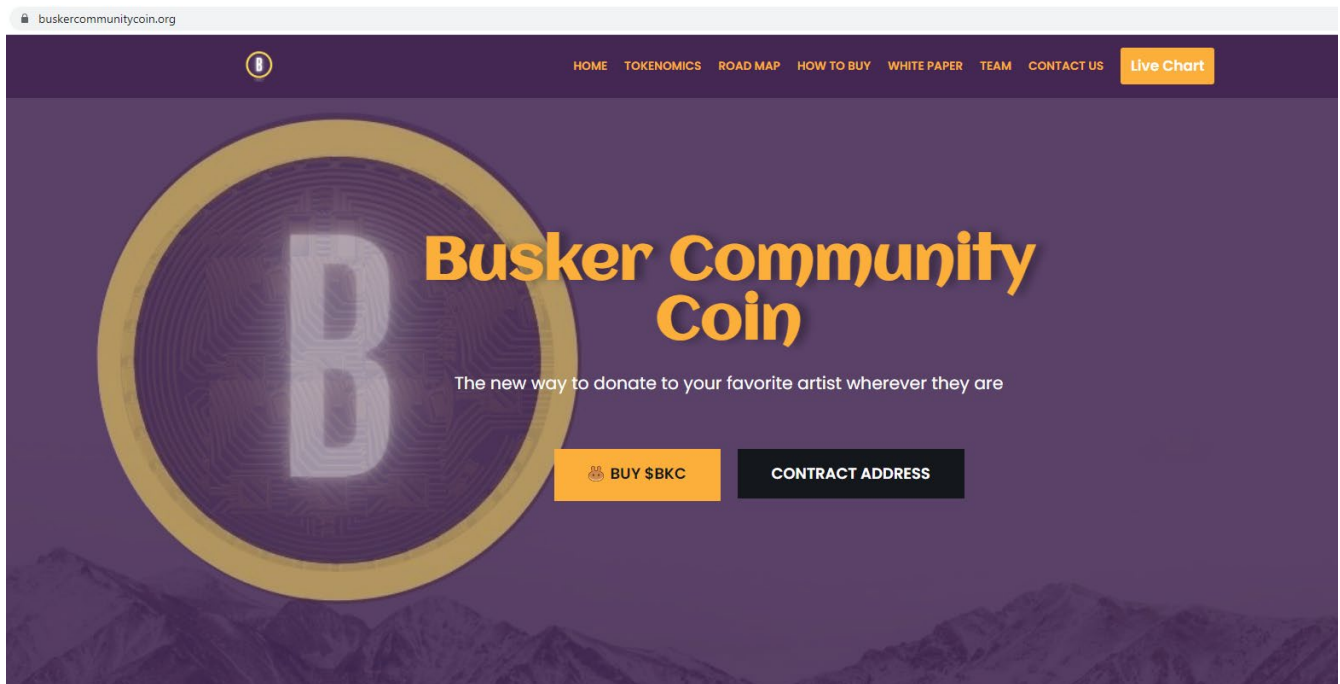 buskercommunitycoin.org
B
HOME TOKENOMICS ROAD MAP HOW TO BUY WHITE PAPER TEAM CONTACT US Live Chart
B
Busker Community
Coin
The new way to donate to your favorite artist wherever they are
BUY $BKC CONTRACT ADDRESS